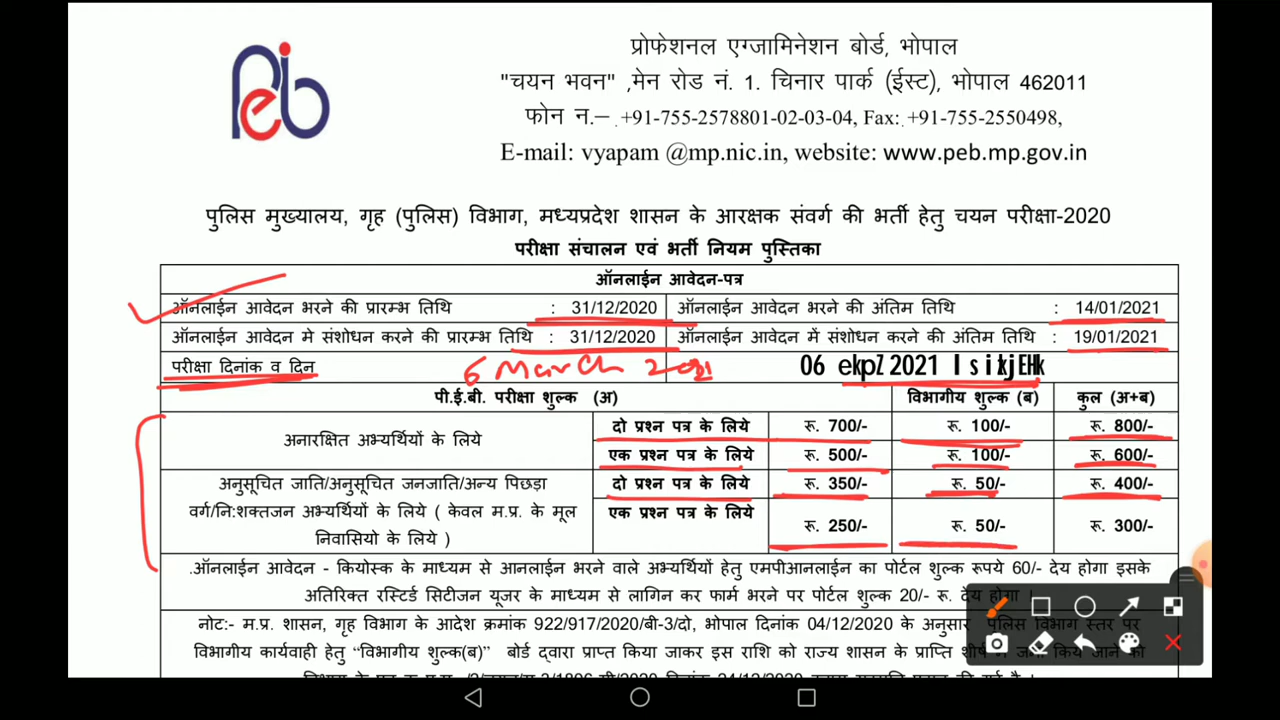 Peb
प्रोफेशनल एग्जामिनेशन बोर्ड, भोपाल
"चयन भवन" ,मेन रोड नं. 1. चिनार पार्क (ईस्ट), भोपाल 462011
फोन न.– .+91-755-2578801-02-03-04, Fax:.+91-755-2550498,
E-mail: vyapam @mp.nic.in, website: www.peb.mp.gov.in
पुलिस मुख्यालय, गृह (पुलिस) विभाग, मध्यप्रदेश शासन के आरक्षक संवर्ग की भर्ती हेतु चयन परीक्षा-2020
परीक्षा संचालन एवं भर्ती नियम पुस्तिका
ऑनलाईन आवेदन-पत्र
ऑनलाईन आवेदन भरने की प्रारम्भ तिथि : 31/12/2020 ऑनलाईन आवेदन भरने की अंतिम तिथि : 14/01/2021
ऑनलाईन आवेदन मे संशोधन करने की प्रारम्भ तिथि : 31/12/2020 ऑनलाईन आवेदन में संशोधन करने की अंतिम तिथि : 19/01/2021
परीक्षा दिनांक व दिन 6 March 2021 06 ekpZ 2021 l s ikjEHk
पी.ई.बी. परीक्षा शुल्क (अ) विभागीय शुल्क (ब) कुल (अ+ब)
अनारक्षित अभ्यर्थियों के लिये दो प्रश्न पत्र के लिये रू. 700/- रू. 100/- रू. 800/-
एक प्रश्न पत्र के लिये रू. 500/- रू. 100/- रू. 600/-
अनुसूचित जाति/अनुसूचित जनजाति/अन्य पिछड़ा दो प्रश्न पत्र के लिये रू. 350/- रू. 50/- रू. 400/-
वर्ग/नि:शक्तजन अभ्यर्थियों के लिये ( केवल म.प्र. के मूल एक प्रश्न पत्र के लिये रू. 250/- रू. 50/- रू. 300/-
निवासियो के लिये )
.ऑनलाईन आवेदन - कियोस्क के माध्यम से आनलाईन भरने वाले अभ्यर्थियों हेतु एमपीआनलाईन का पोर्टल शुल्क रूपये 60/- देय होगा इसके
अतिरिक्त रस्टिर्ड सिटीजन यूजर के माध्यम से लागिन कर फार्म भरने पर पोर्टल शुल्क 20/- रू. देय होगा ।
नोट:- म.प्र. शासन, गृह विभाग के आदेश क्रमांक 922/917/2020/बी-3/दो, भोपाल दिनांक 04/12/2020 के अनुसार पुलिस विभाग स्तर पर
विभागीय कार्यवाही हेतु “विभागीय शुल्क(ब)” बोर्ड द्वारा प्राप्त किया जाकर इस राशि को राज्य शासन के प्राप्ति शीर्ष में